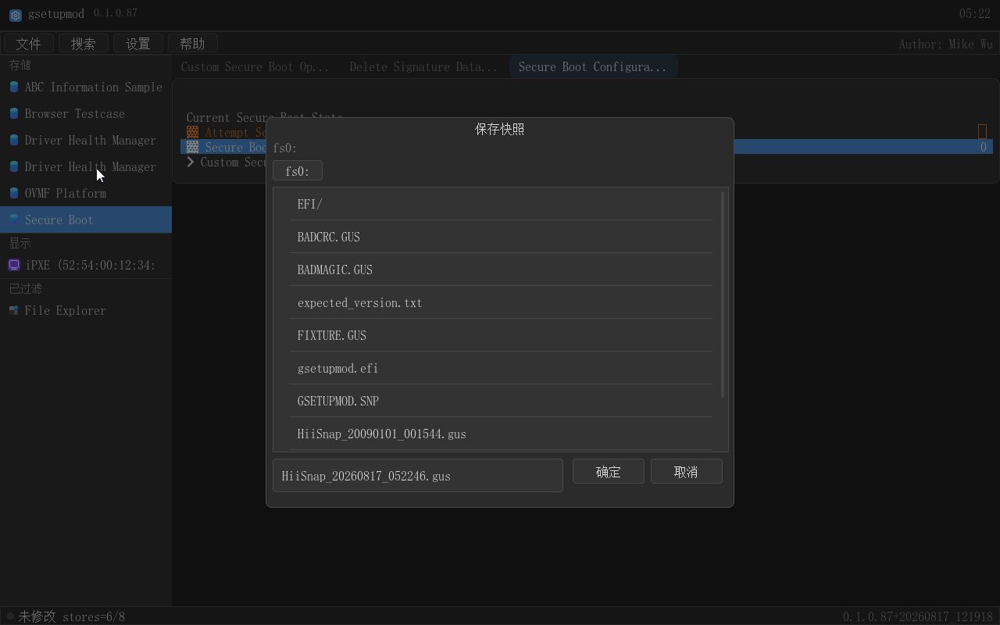 gsetupmod 0.1.0.87 05:22
文件 搜索 设置 帮助 Author: Mike Wu
存储
ABC Information Sample
Browser Testcase
Driver Health Manager
Driver Health Manager
OVMF Platform
Secure Boot
显示
iPXE (52:54:00:12:34:
已过滤
File Explorer
Custom Secure Boot Op... Delete Signature Data... Secure Boot Configura...
Current Secure Boot State
Attempt Se
Secure Boo 0
Custom Secu
保存快照
fs0:
fs0:
EFI/
BADCRC.GUS
BADMAGIC.GUS
expected_version.txt
FIXTURE.GUS
gsetupmod.efi
GSETUPMOD.SNP
HiiSnap_20090101_001544.gus
HiiSnap_20260817_052246.gus 确定 取消
未修改 stores=6/8 0.1.0.87+20260817_121918